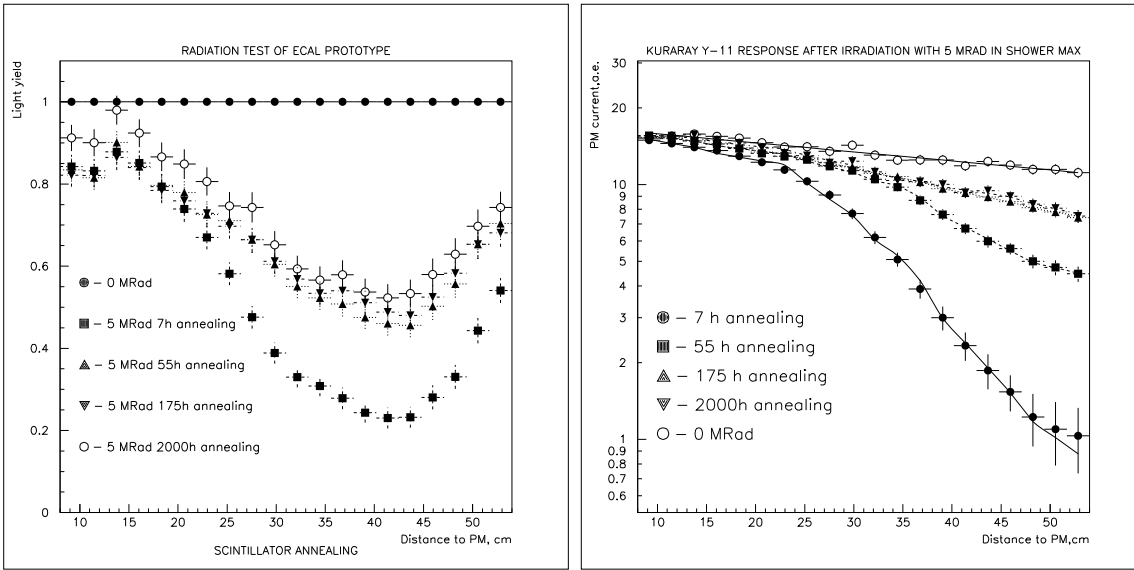 RADIATION TEST OF ECAL PROTOTYPE
Light yield
1
0.8
0.6
0.4
0.2
0
● – 0 MRad
■ – 5 MRad 7h annealing
▲ – 5 MRad 55h annealing
▼ – 5 MRad 175h annealing
○ – 5 MRad 2000h annealing
10 15 20 25 30 35 40 45 50
Distance to PM, cm
SCINTILLATOR ANNEALING
KURARAY Y–11 RESPONSE AFTER IRRADIATION WITH 5 MRAD IN SHOWER MAX
PM current,a.e.
30
20
10
9
8
7
6
5
4
3
2
1
0.9
0.8
0.7
0.6
● – 7 h annealing
■ – 55 h annealing
▲ – 175 h annealing
▼ – 2000h annealing
○ – 0 MRad
10 15 20 25 30 35 40 45 50
Distance to PM,cm